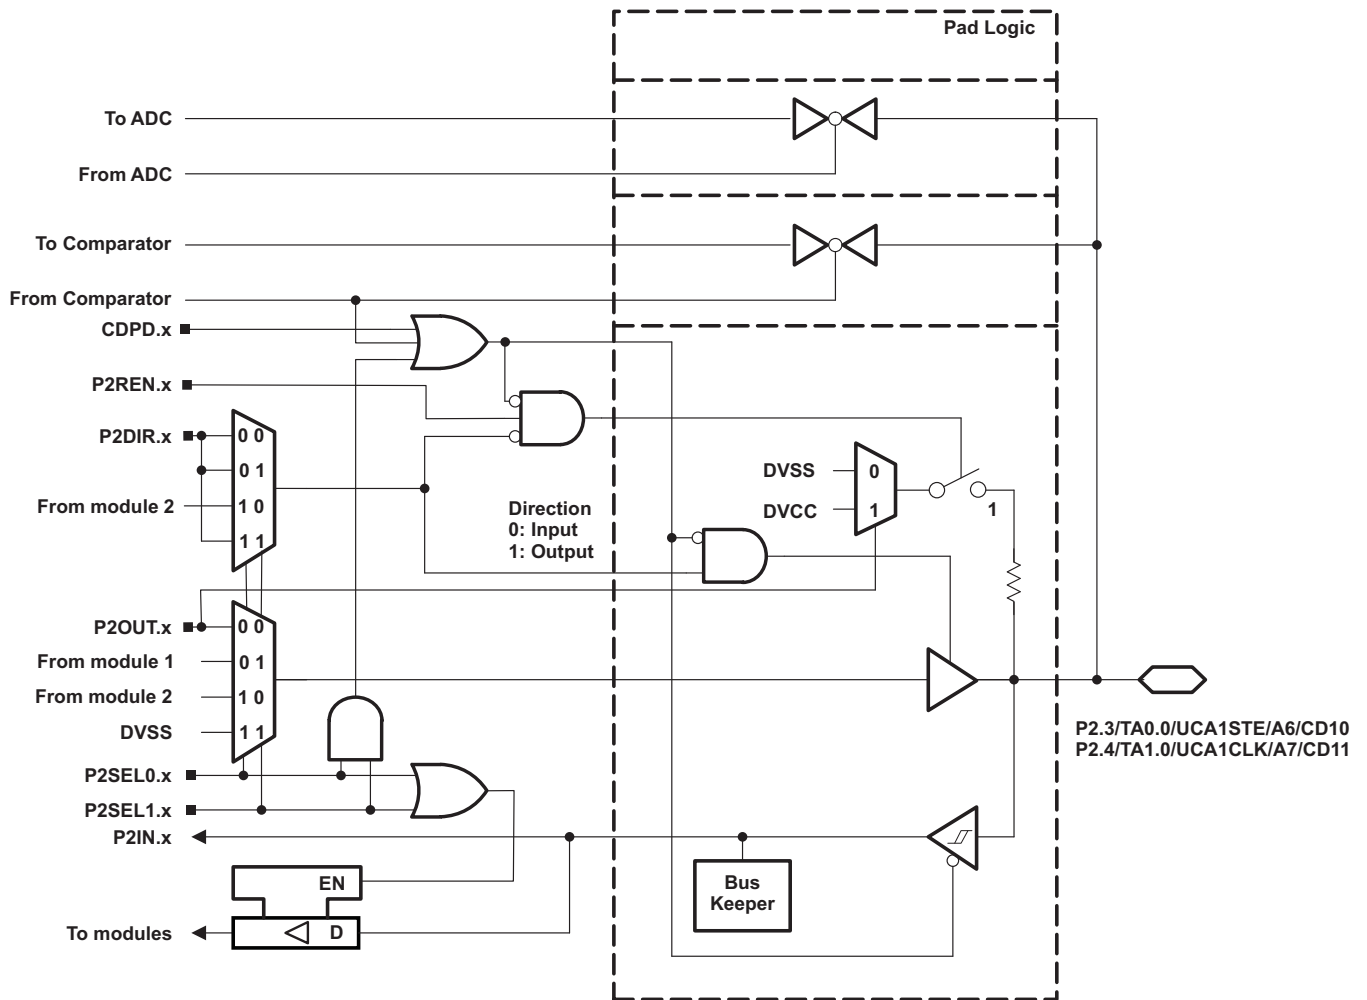 Pad Logic
To ADC
From ADC
To Comparator
From Comparator
CDPD.x
P2REN.x
P2DIR.x
0 0
0 1
From module 2
1 0
1 1
Direction
0: Input
1: Output
DVSS
0
DVCC
1
1
P2OUT.x
0 0
From module 1
0 1
From module 2
1 0
DVSS
1 1
P2.3/TA0.0/UCA1STE/A6/CD10
P2.4/TA1.0/UCA1CLK/A7/CD11
P2SEL0.x
P2SEL1.x
P2IN.x
EN
Bus
Keeper
To modules
D